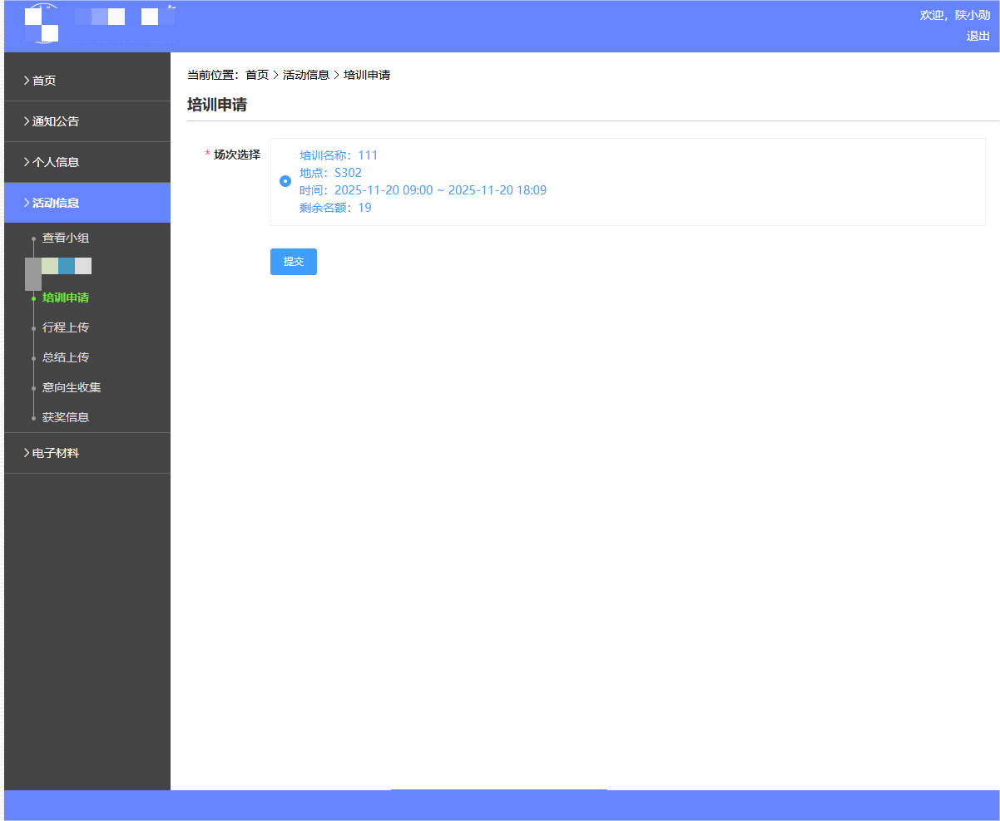 欢迎，陕小勋
退出
首页
通知公告
个人信息
活动信息
查看小组
培训申请
行程上传
总结上传
意向生收集
获奖信息
电子材料
当前位置：首页 > 活动信息 > 培训申请
培训申请
* 场次选择
培训名称：111
地点：S302
时间：2025-11-20 09:00 ~ 2025-11-20 18:09
剩余名额：19
提交